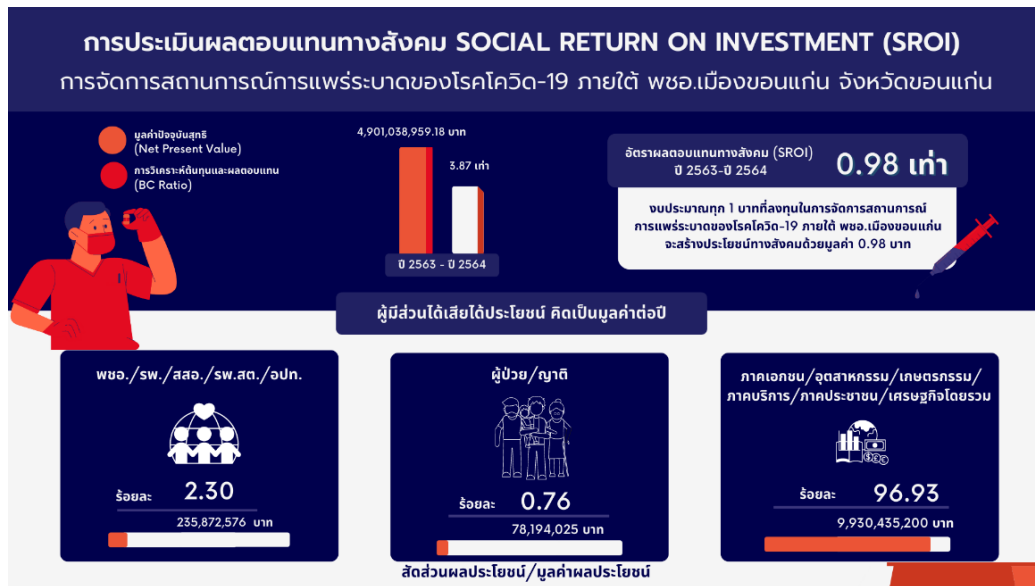 การประเมินผลตอบแทนทางสังคม SOCIAL RETURN ON INVESTMENT (SROI)
การจัดการสถานการณ์การแพร่ระบาดของโรคโควิด-19 ภายใต้ พชอ.เมืองขอนแก่น จังหวัดขอนแก่น
มูลค่าปัจจุบันสุทธิ
(Net Present Value)
การวิเคราะห์ต้นทุนและผลตอบแทน
(BC Ratio)
4,901,038,959.18 บาท
3.87 เท่า
ปี 2563 - ปี 2564
อัตราผลตอบแทนทางสังคม (SROI)
ปี 2563-ปี 2564
0.98 เท่า
งบประมาณทุก 1 บาทที่ลงทุนในการจัดการสถานการณ์
การแพร่ระบาดของโรคโควิด-19 ภายใต้ พชอ.เมืองขอนแก่น
จะสร้างประโยชน์ทางสังคมด้วยมูลค่า 0.98 บาท
ผู้มีส่วนได้เสียได้ประโยชน์ คิดเป็นมูลค่าต่อปี
พชอ./รพ./สสอ./รพ.สต./อปท.
ร้อยละ 2.30
235,872,576 บาท
ผู้ป่วย/ญาติ
ร้อยละ 0.76
78,194,025 บาท
ภาคเอกชน/อุตสาหกรรม/เกษตรกรรม/
ภาคบริการ/ภาคประชาชน/เศรษฐกิจโดยรวม
ร้อยละ 96.93
9,930,435,200 บาท
สัดส่วนผลประโยชน์/มูลค่าผลประโยชน์